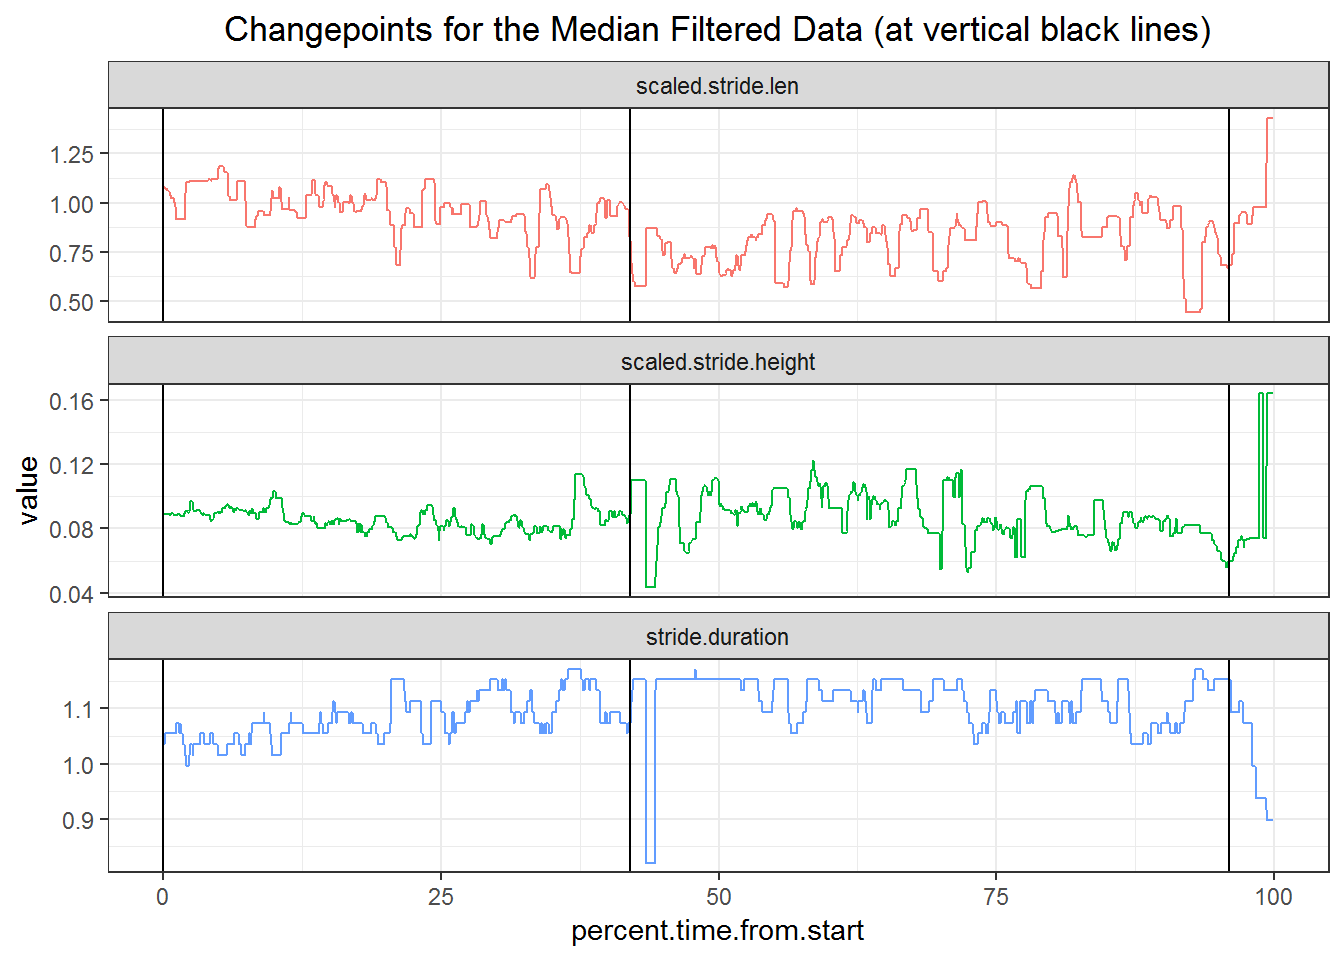 Changepoints for the Median Filtered Data (at vertical black lines)
scaled.stride.len
1.25
1.00
0.75
0.50
scaled.stride.height
0.16
0.12
0.08
0.04
value
stride.duration
1.1
1.0
0.9
0 25 50 75 100
percent.time.from.start